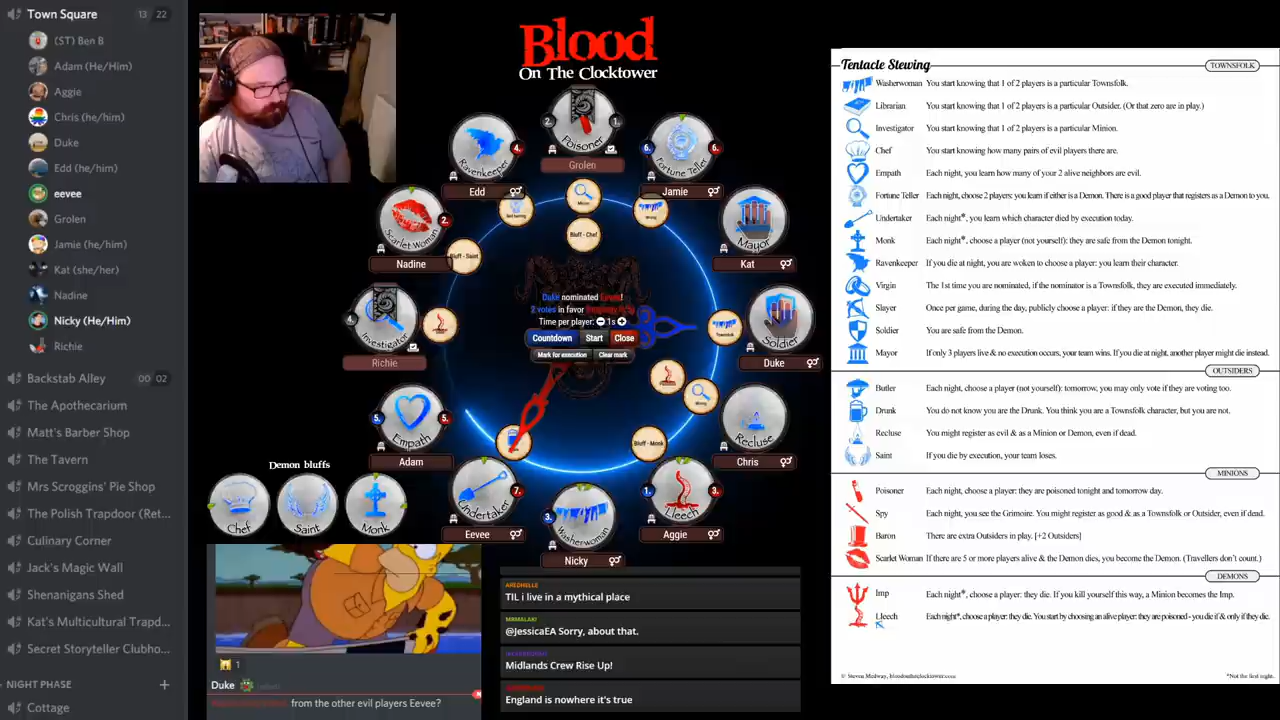 Town Square 13 22
(ST) Ben B
Adam (He/Him)
Aggie
Chris (he/him)
Duke
Edd (he/him)
eevee
Grolen
Jamie (he/him)
Kat (she/her)
Nadine
Nicky (He/Him)
Richie
Backstab Alley 00 02
The Apothecarium
Matt's Barber Shop
The Tavern
Mrs Scroggins' Pie Shop
The Polish Trapdoor (Ret...
Culinary Corner
Jack's Magic Wall
Shenanigans Shed
Kat's Multicultural Trapd...
Secret Storyteller Clubho...
NIGHT PHASE
Cottage
Blood
On The Clocktower
Poisoner
Grolen
Ravenkeeper
Edd
Fortune Teller
Jamie
Scarlet Woman
Nadine
Mayor
Kat
Investigator
Richie
Soldier
Duke
Empath
Adam
Recluse
Chris
Undertaker
Eevee
Washerwoman
Nicky
Lleech
Aggie
Red herring
Minion
Wrong
Bluff - Chef
Bluff - Saint
Townsfolk
Wrong
Bluff - Monk
Duke nominated Eevee!
2 votes in favor
Time per player: 1s
Countdown Start Close
Mark for execution Clear mark
Demon bluffs
Chef
Saint
Monk
1
Duke
from the other evil players Eevee?
AREDHELLE
TIL i live in a mythical place
@JessicaEA Sorry, about that.
Midlands Crew Rise Up!
England is nowhere it's true
Tentacle Stewing
TOWNSFOLK
Washerwoman You start knowing that 1 of 2 players is a particular Townsfolk.
Librarian You start knowing that 1 of 2 players is a particular Outsider. (Or that zero are in play.)
Investigator You start knowing that 1 of 2 players is a particular Minion.
Chef You start knowing how many pairs of evil players there are.
Empath Each night, you learn how many of your 2 alive neighbors are evil.
Fortune Teller Each night, choose 2 players: you learn if either is a Demon. There is a good player that registers as a Demon to you.
Undertaker Each night*, you learn which character died by execution today.
Monk Each night*, choose a player (not yourself): they are safe from the Demon tonight.
Ravenkeeper If you die at night, you are woken to choose a player: you learn their character.
Virgin The 1st time you are nominated, if the nominator is a Townsfolk, they are executed immediately.
Slayer Once per game, during the day, publicly choose a player: if they are the Demon, they die.
Soldier You are safe from the Demon.
Mayor If only 3 players live & no execution occurs, your team wins. If you die at night, another player might die instead.
OUTSIDERS
Butler Each night, choose a player (not yourself): tomorrow, you may only vote if they are voting too.
Drunk You do not know you are the Drunk. You think you are a Townsfolk character, but you are not.
Recluse You might register as evil & as a Minion or Demon, even if dead.
Saint If you die by execution, your team loses.
MINIONS
Poisoner Each night, choose a player: they are poisoned tonight and tomorrow day.
Spy Each night, you see the Grimoire. You might register as good & as a Townsfolk or Outsider, even if dead.
Baron There are extra Outsiders in play. [+2 Outsiders]
Scarlet Woman If there are 5 or more players alive & the Demon dies, you become the Demon. (Travellers don't count.)
DEMONS
Imp Each night*, choose a player: they die. If you kill yourself this way, a Minion becomes the Imp.
Lleech Each night*, choose a player: they die. You start by choosing an alive player: they are poisoned - you die if & only if they die.
© Steven Medway, bloodontheclocktower.com
*Not the first night.